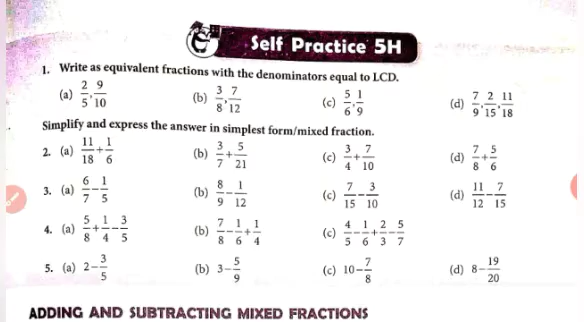 Self Practice 5H
1. Write as equivalent fractions with the denominators equal to LCD.
(a) 2/5, 9/10 (b) 3/8, 7/12 (c) 5/6, 1/9 (d) 7/9, 2/15, 11/18
Simplify and express the answer in simplest form/mixed fraction.
2. (a) 11/18 + 1/6 (b) 3/7 + 5/21 (c) 3/4 + 7/10 (d) 7/8 + 5/6
3. (a) 6/7 − 1/5 (b) 8/9 − 1/12 (c) 7/15 − 3/10 (d) 11/12 − 7/15
4. (a) 5/8 + 1/4 − 3/5 (b) 7/8 − 1/6 + 1/4 (c) 4/5 − 1/6 + 2/3 − 5/7
5. (a) 2 − 3/5 (b) 3 − 5/9 (c) 10 − 7/8 (d) 8 − 19/20
ADDING AND SUBTRACTING MIXED FRACTIONS